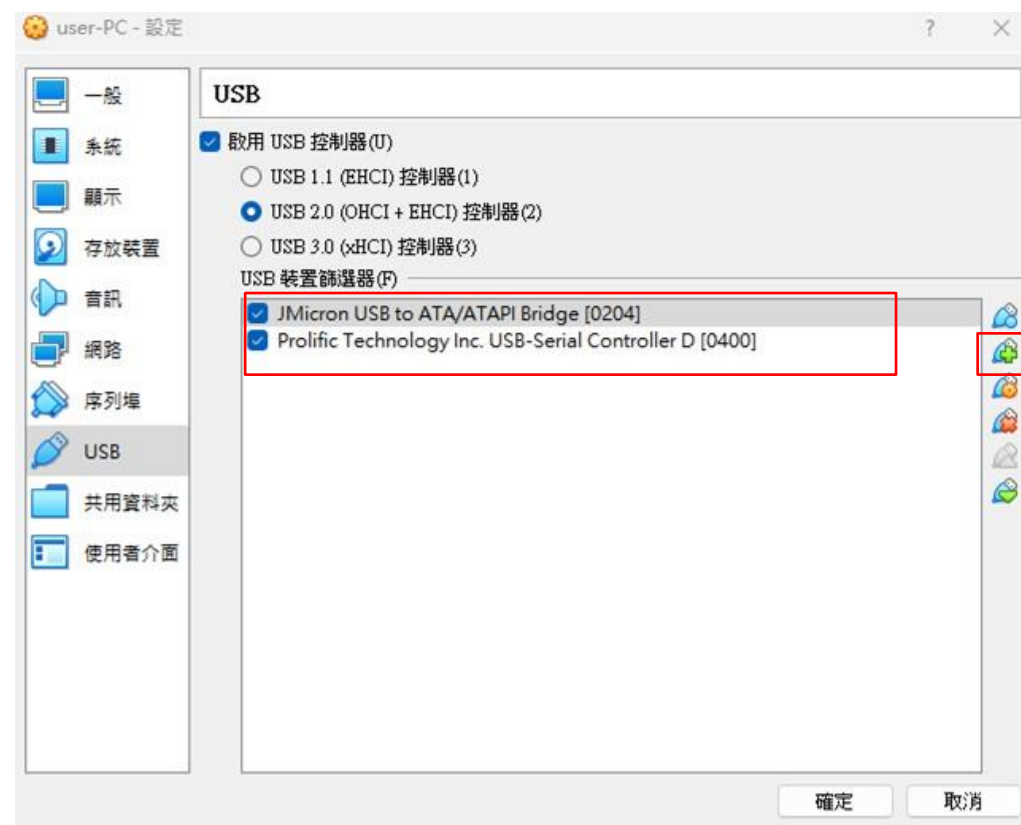 user-PC - 設定
?
一般
系統
顯示
存放裝置
音訊
網路
序列埠
USB
共用資料夾
使用者介面
USB
啟用 USB 控制器(U)
USB 1.1 (EHCI) 控制器(1)
USB 2.0 (OHCI + EHCI) 控制器(2)
USB 3.0 (xHCI) 控制器(3)
USB 裝置篩選器(F)
JMicron USB to ATA/ATAPI Bridge [0204]
Prolific Technology Inc. USB-Serial Controller D [0400]
確定
取消